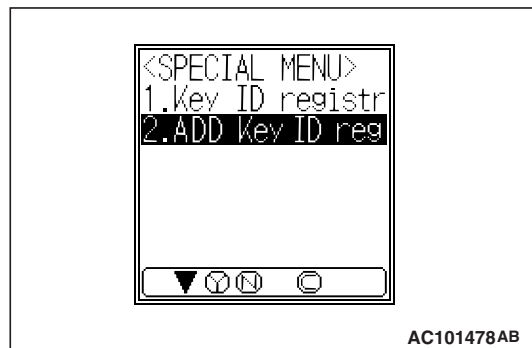 <SPECIAL MENU>
1.Key ID registr
2.ADD Key ID reg
Y N C
AC101478AB